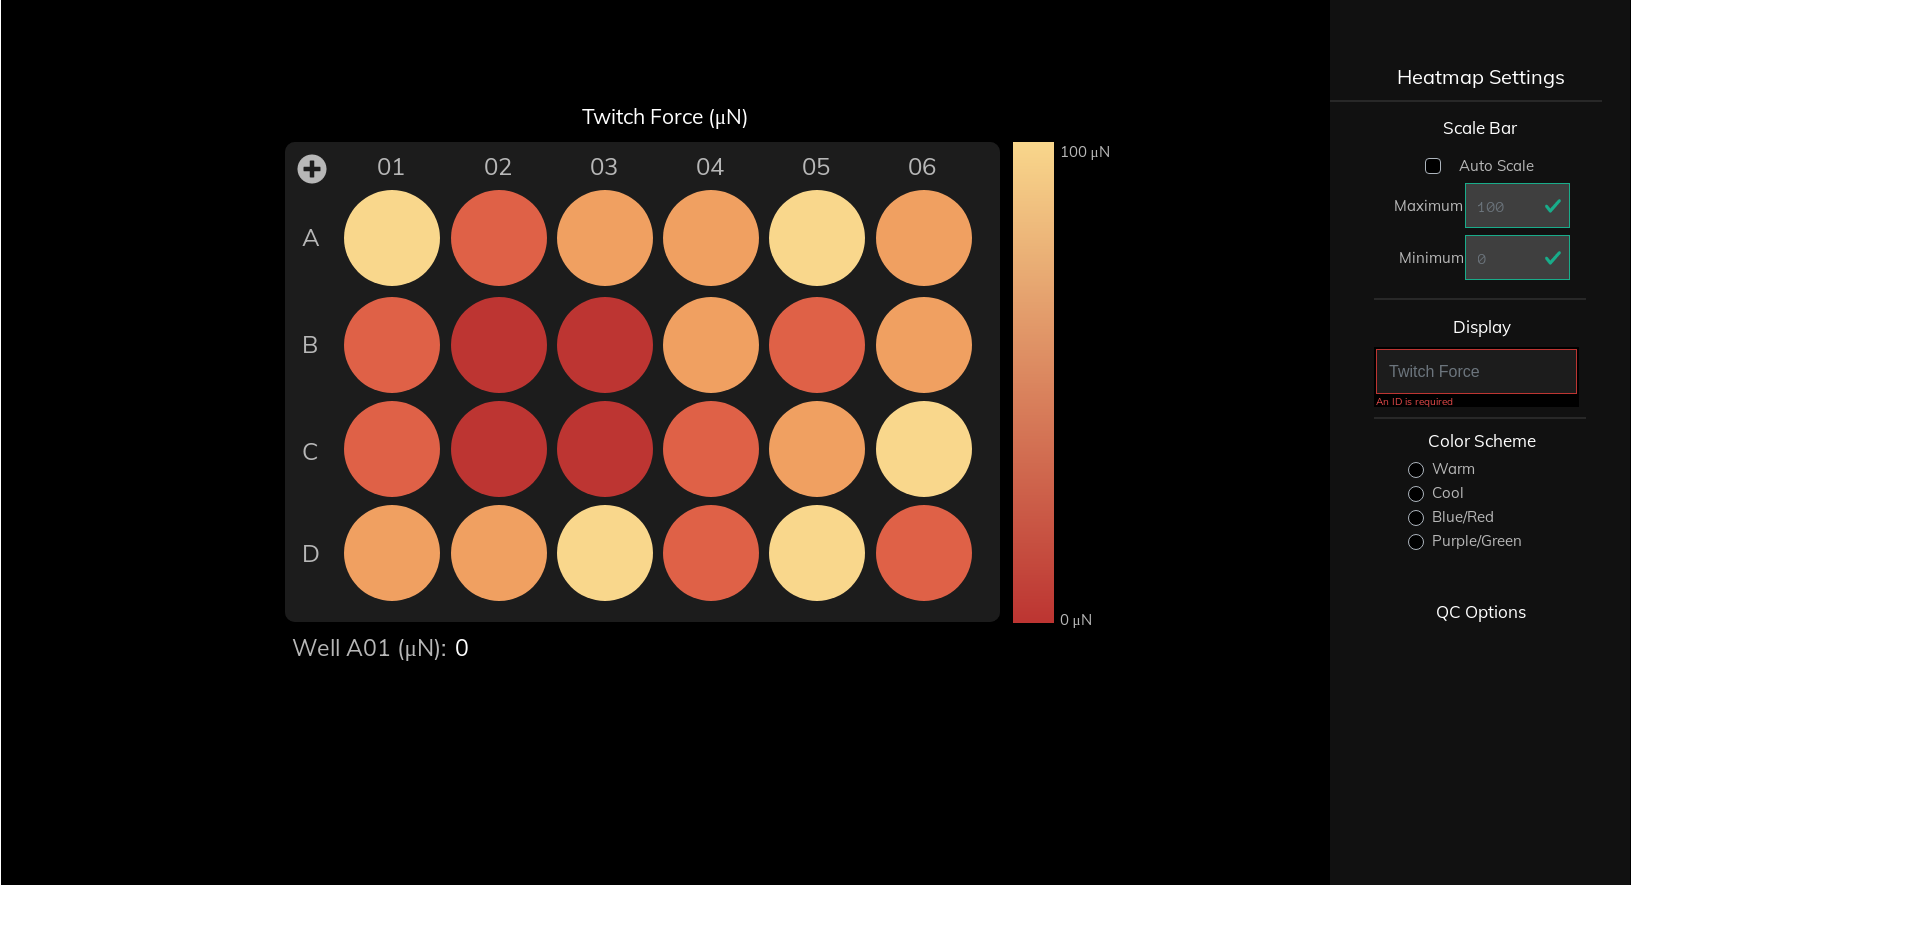 Twitch Force (μN)
01 02 03 04 05 06
A
B
C
D
100 μN
0 μN
Well A01 (μN): 0
Heatmap Settings
Scale Bar
Auto Scale
Maximum 100
Minimum 0
Display
Twitch Force
An ID is required
Color Scheme
Warm
Cool
Blue/Red
Purple/Green
QC Options